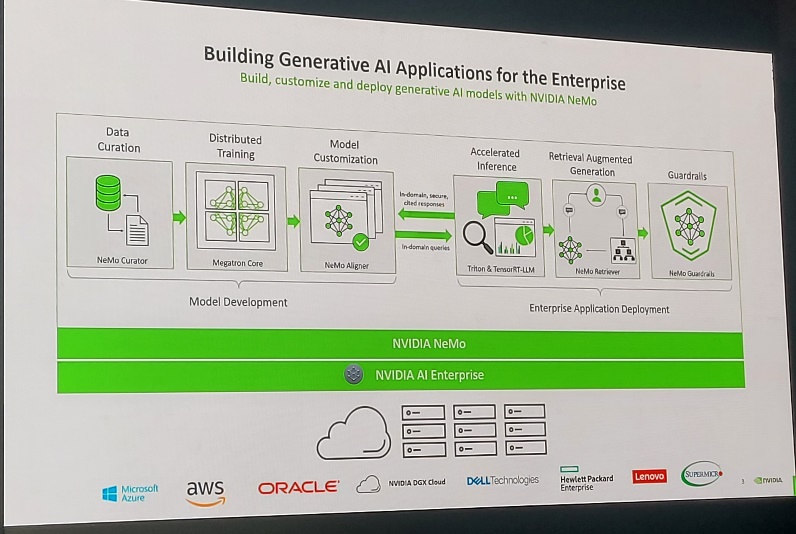 Building Generative AI Applications for the Enterprise
Build, customize and deploy generative AI models with NVIDIA NeMo
Data
Curation
Distributed
Training
Model
Customization
Accelerated
Inference
Retrieval Augmented
Generation
Guardrails
In-domain, secure,
cited responses
In-domain queries
NeMo Curator
Megatron Core
NeMo Aligner
Triton & TensorRT-LLM
NeMo Retriever
NeMo Guardrails
Model Development
Enterprise Application Deployment
NVIDIA NeMo
NVIDIA AI Enterprise
Microsoft
Azure
aws
ORACLE
NVIDIA DGX Cloud
DELL Technologies
Hewlett Packard
Enterprise
Lenovo
SUPERMICRO
3
NVIDIA